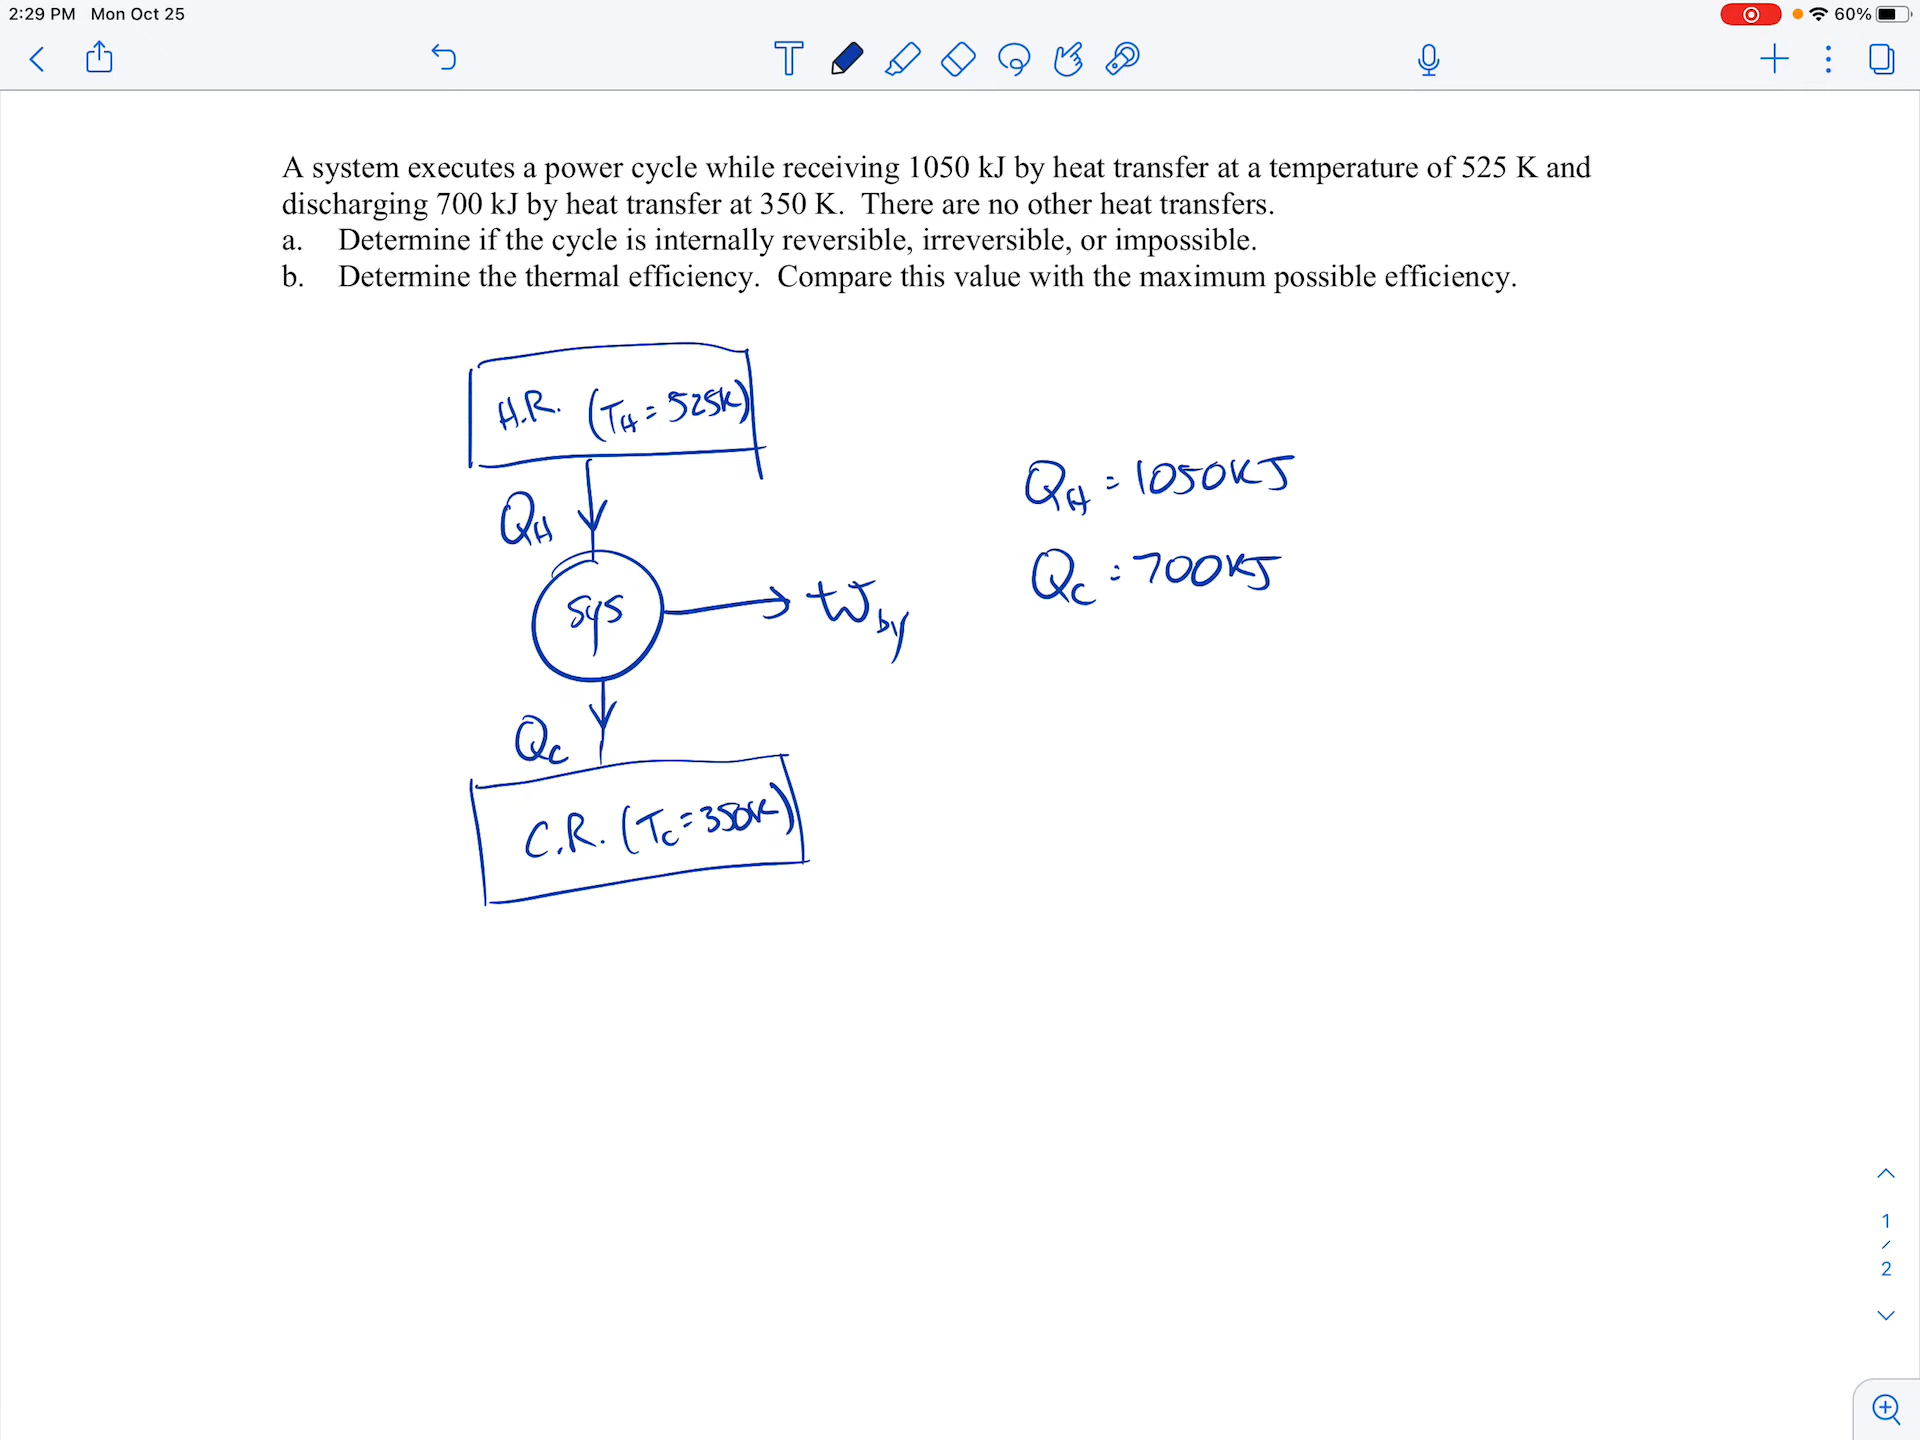 2:29 PM Mon Oct 25
60%
A system executes a power cycle while receiving 1050 kJ by heat transfer at a temperature of 525 K and
discharging 700 kJ by heat transfer at 350 K. There are no other heat transfers.
a. Determine if the cycle is internally reversible, irreversible, or impossible.
b. Determine the thermal efficiency. Compare this value with the maximum possible efficiency.
H.R. (T_H = 525K)
Q_H = 1050KJ
Q_H
Q_C = 700KJ
sys
W_by
Q_C
C.R. (T_C = 350K)
1
/
2